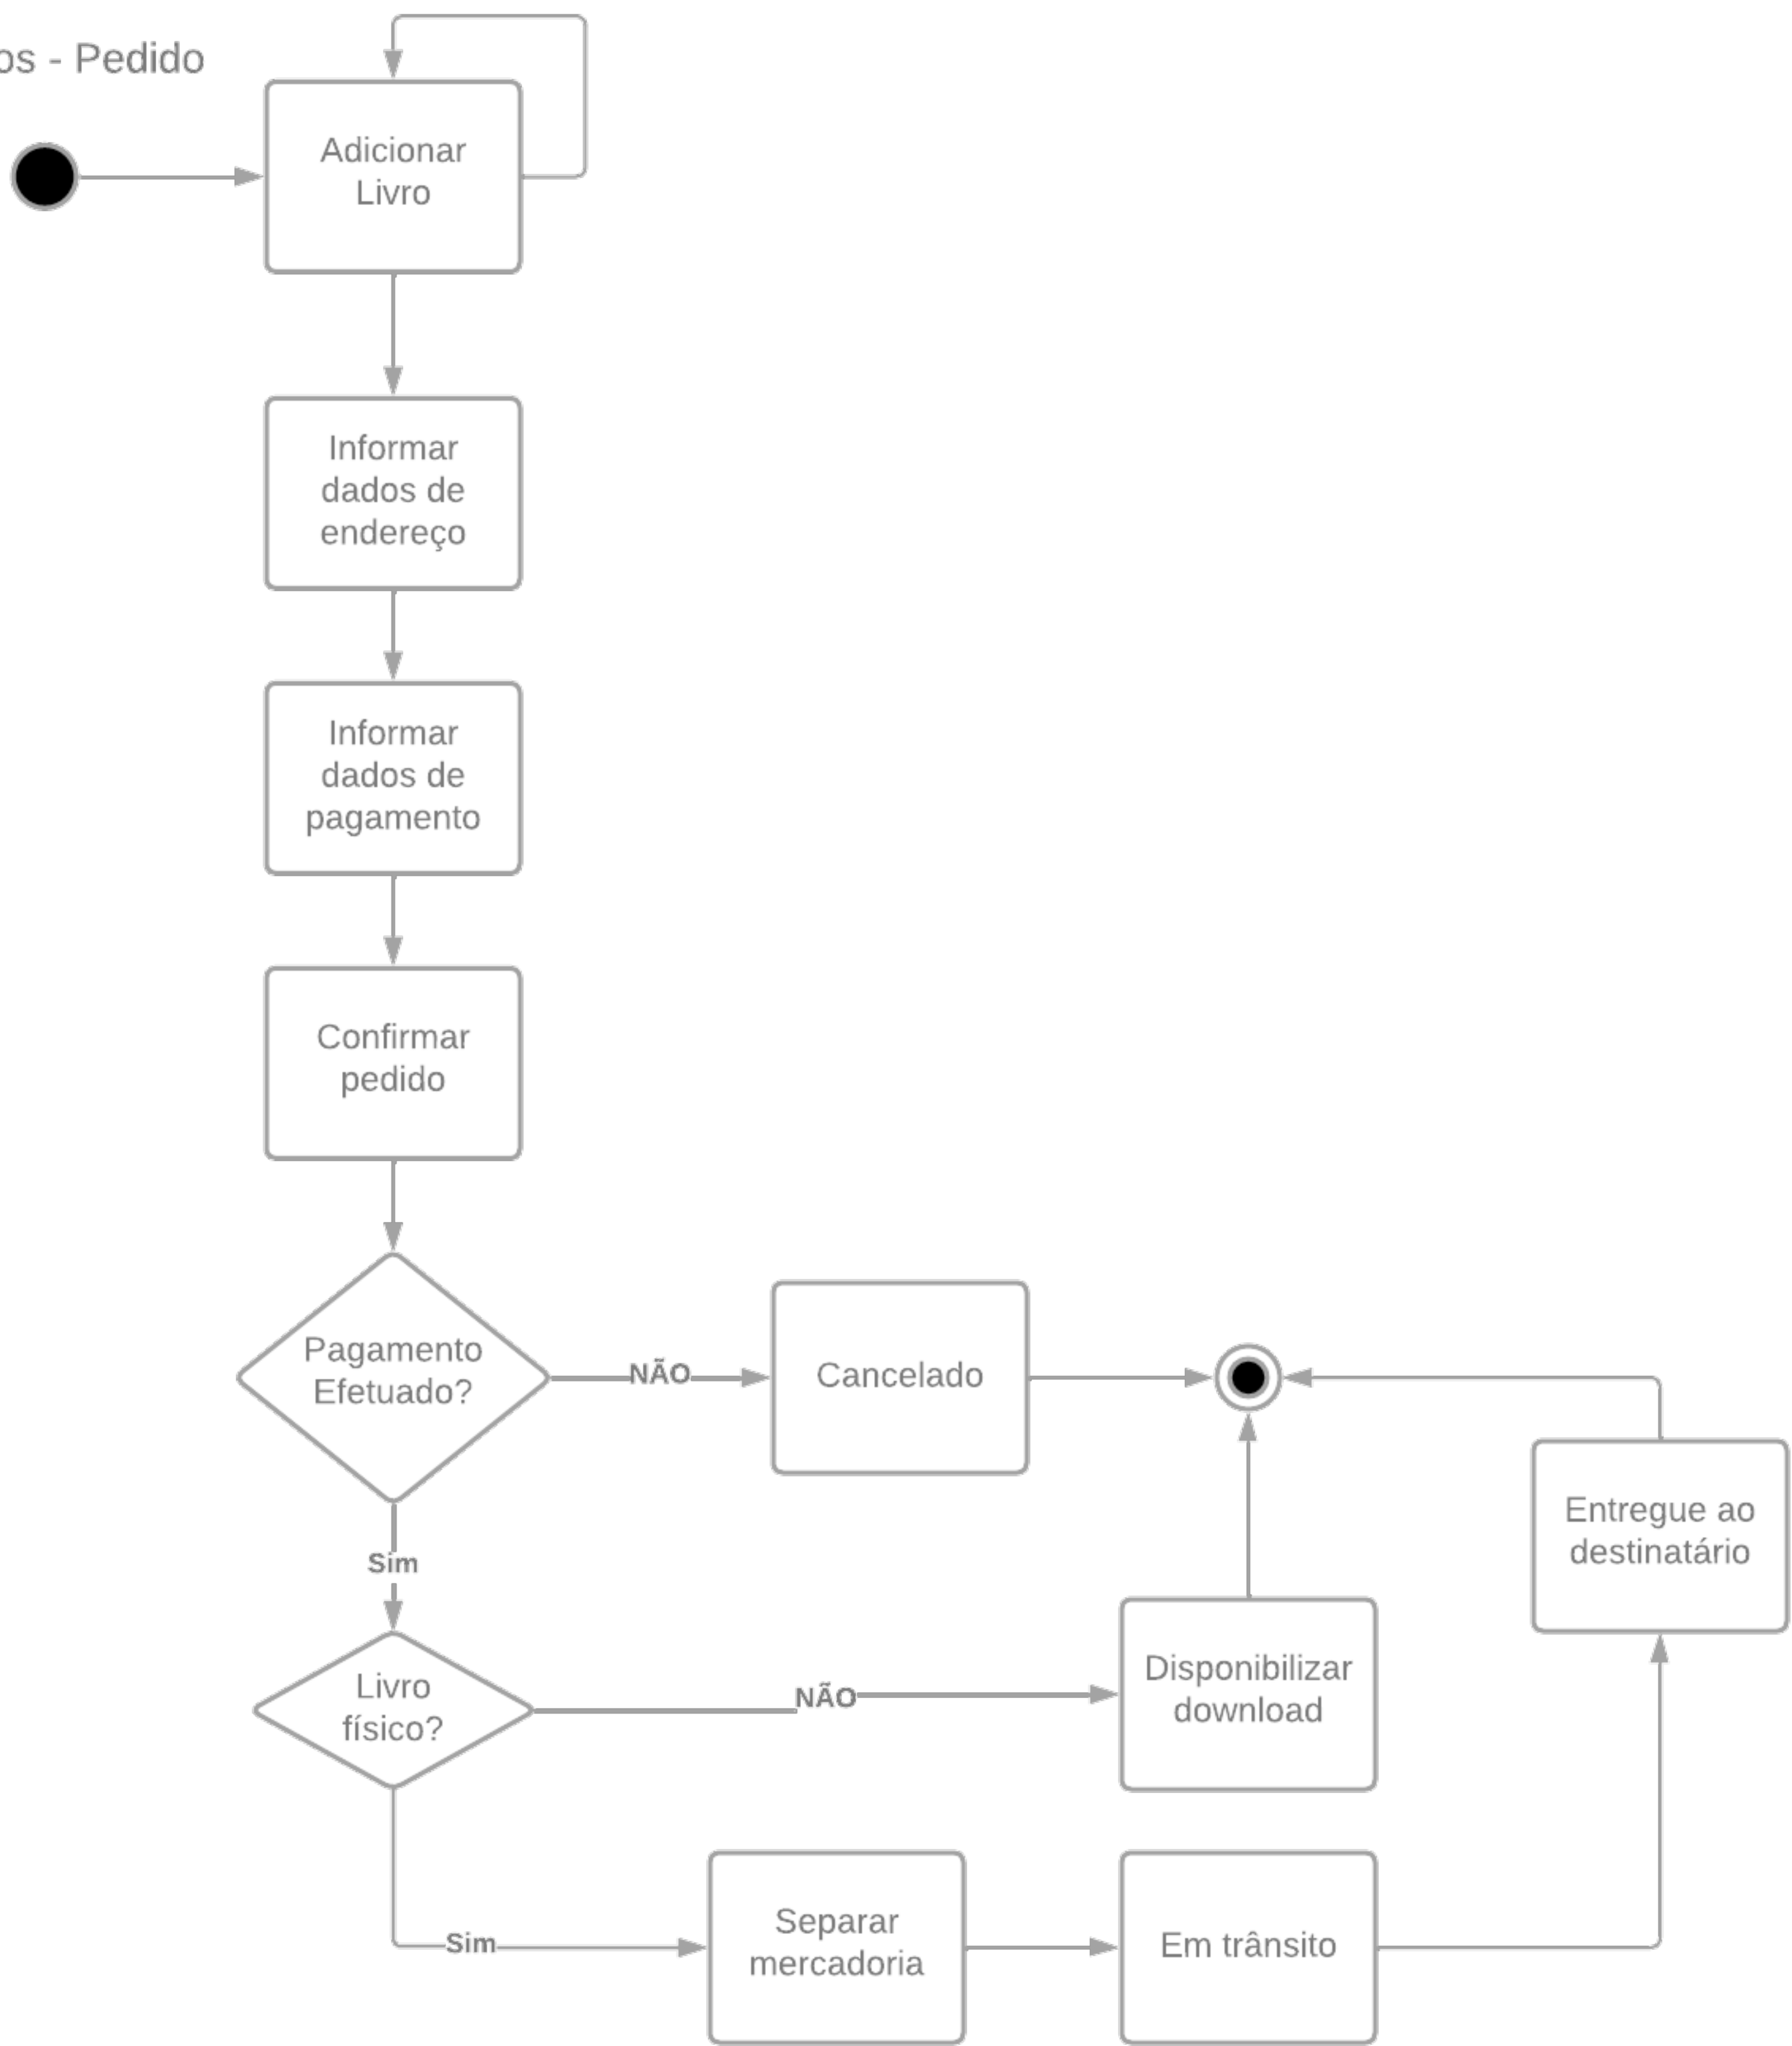 os - Pedido
Adicionar
Livro
Informar
dados de
endereço
Informar
dados de
pagamento
Confirmar
pedido
Pagamento
Efetuado?
NÃO
Cancelado
Entregue ao
destinatário
Sim
Livro
físico?
NÃO
Disponibilizar
download
Sim
Separar
mercadoria
Em trânsito